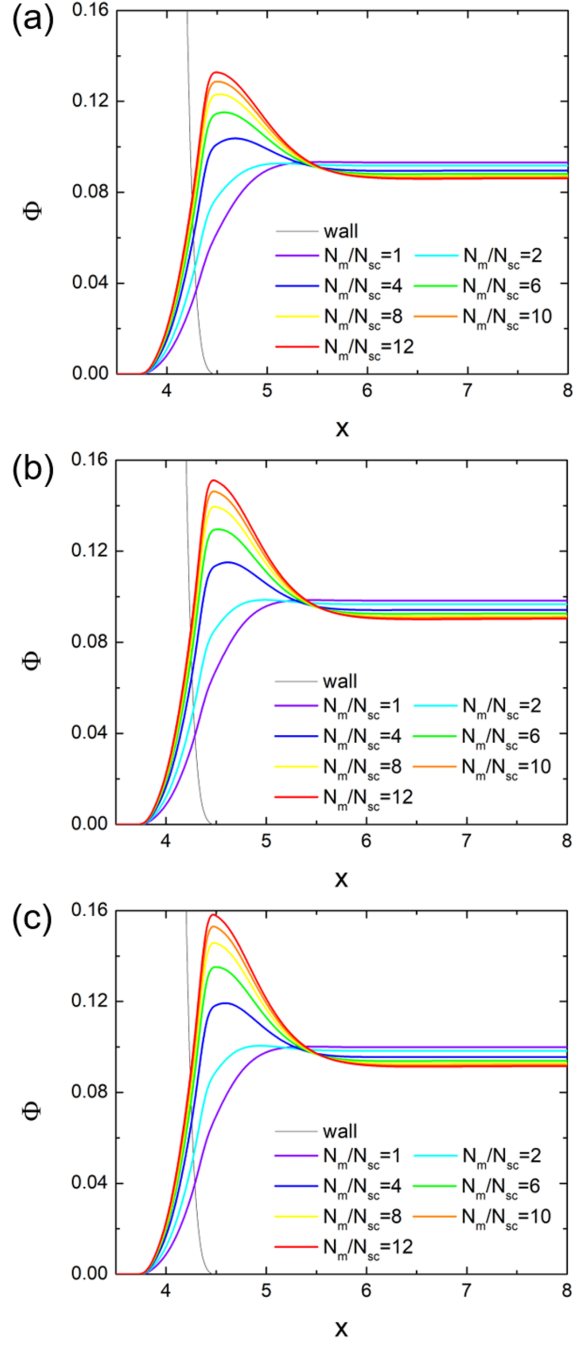 (a)
0.16
0.12
0.08
0.04
0.00
Φ
wall
N_m/N_sc=1 N_m/N_sc=2
N_m/N_sc=4 N_m/N_sc=6
N_m/N_sc=8 N_m/N_sc=10
N_m/N_sc=12
4 5 6 7 8
x
(b)
0.16
0.12
0.08
0.04
0.00
Φ
wall
N_m/N_sc=1 N_m/N_sc=2
N_m/N_sc=4 N_m/N_sc=6
N_m/N_sc=8 N_m/N_sc=10
N_m/N_sc=12
4 5 6 7 8
x
(c)
0.16
0.12
0.08
0.04
0.00
Φ
wall
N_m/N_sc=1 N_m/N_sc=2
N_m/N_sc=4 N_m/N_sc=6
N_m/N_sc=8 N_m/N_sc=10
N_m/N_sc=12
4 5 6 7 8
x